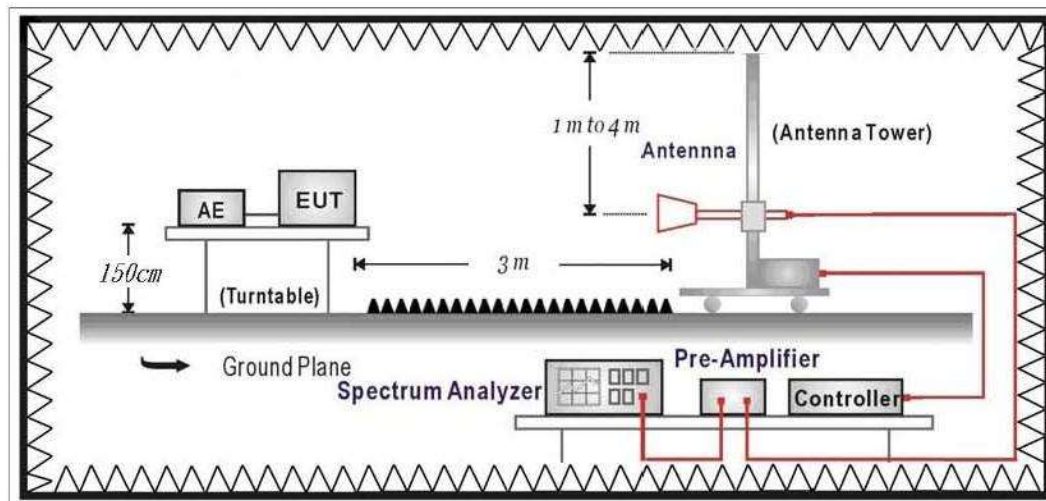 1 m to 4 m
(Antenna Tower)
Antennna
EUT
AE
150cm
3 m
(Turntable)
Ground Plane
Pre-Amplifier
Spectrum Analyzer
Controller